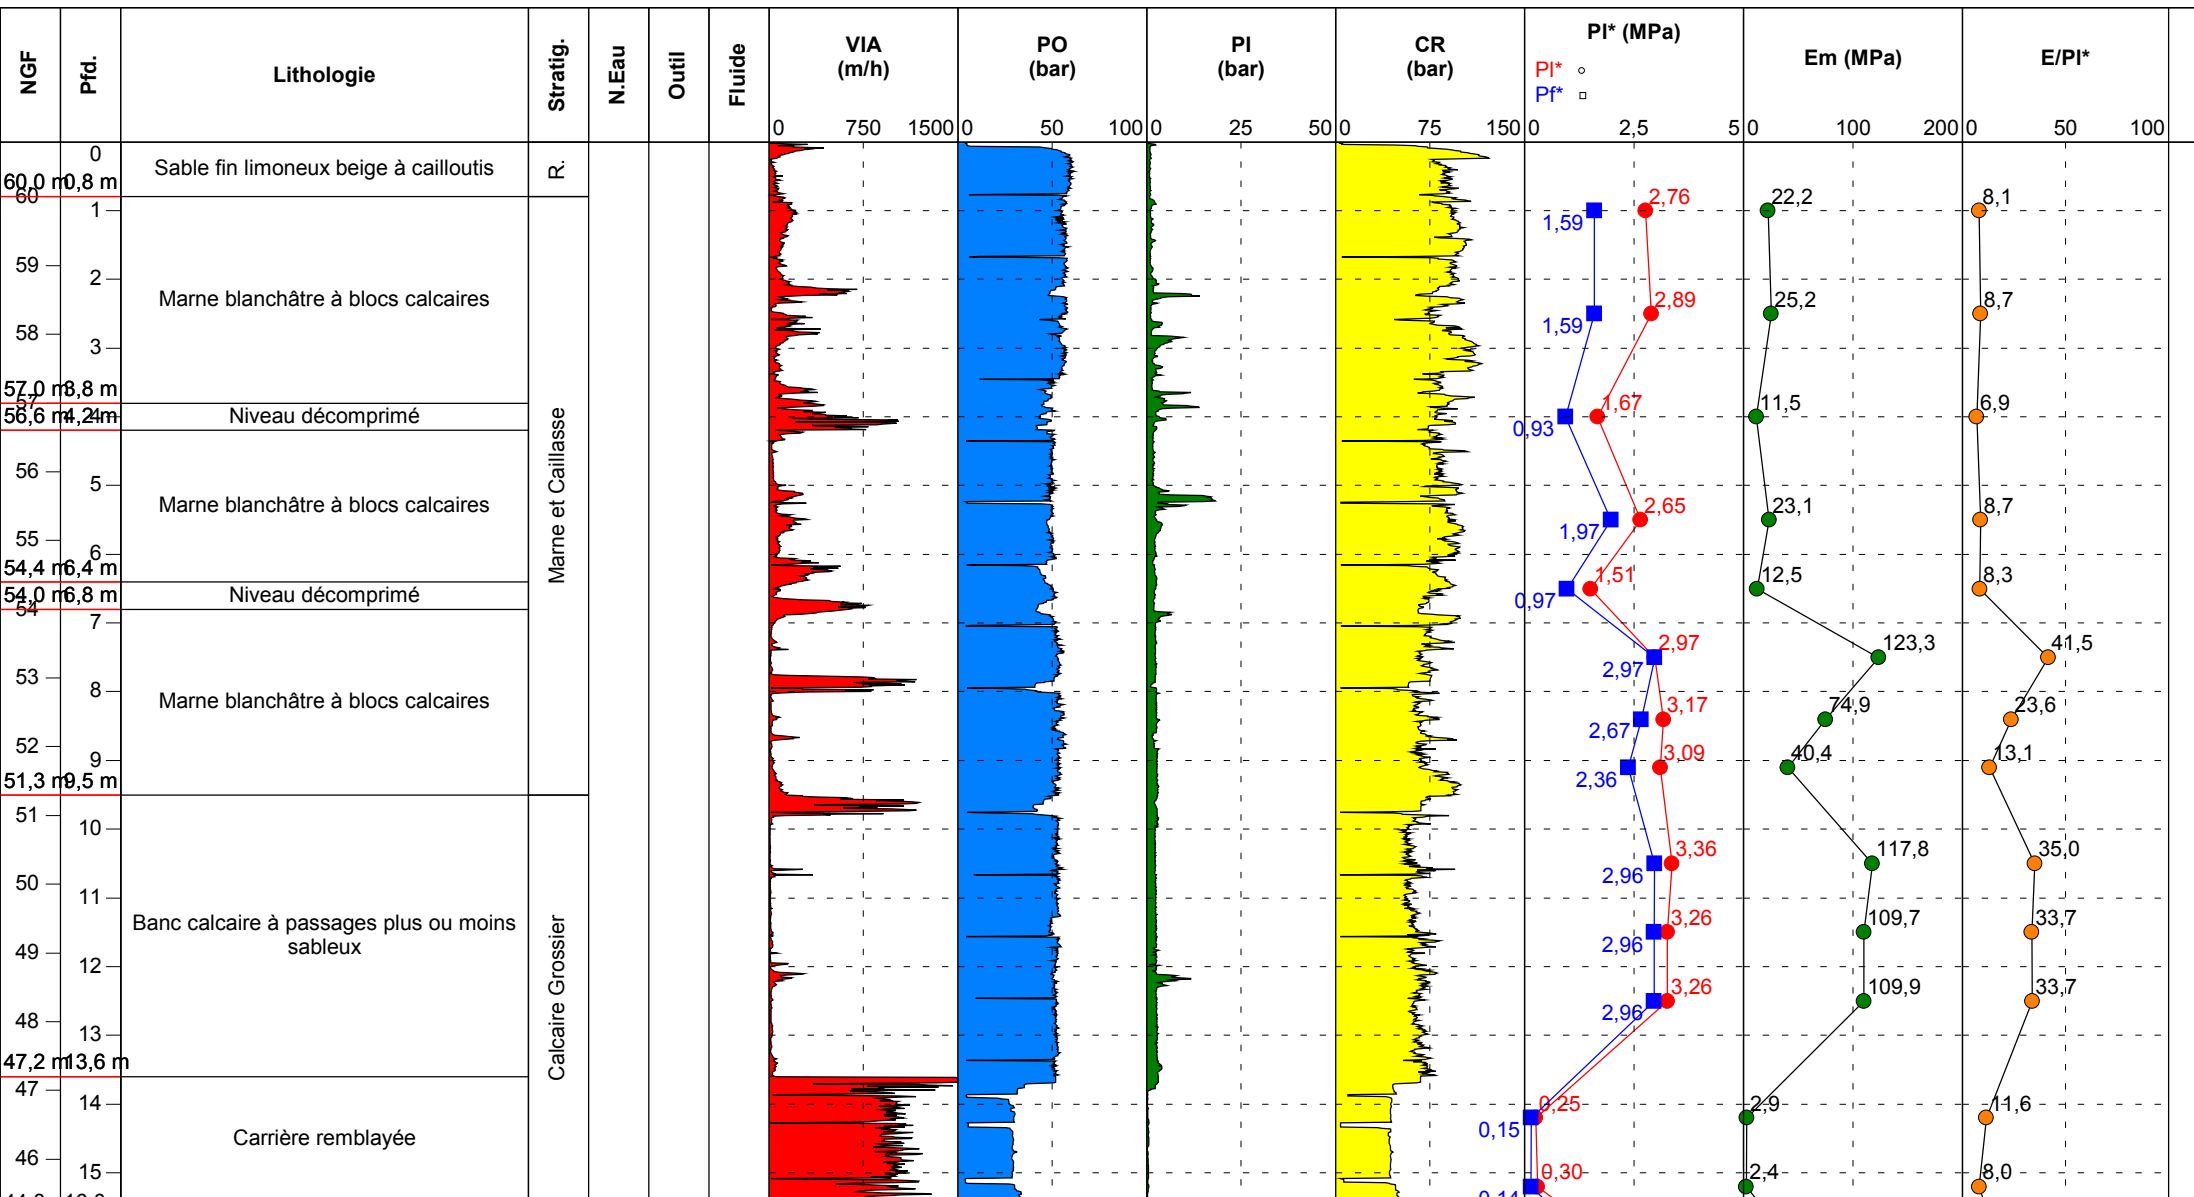 NGF Pfd. Lithologie Stratig. N.Eau Outil Fluide
VIA (m/h) PO (bar) PI (bar) CR (bar) Pl* (MPa) Em (MPa) E/Pl*
Pl*
Pf*
0 750 1500 0 50 100 0 25 50 0 75 150 0 2,5 5 0 100 200 0 50 100
0
Sable fin limoneux beige à cailloutis
R.
60,0 m 0,8 m
60
1
1,59 2,76 22,2 8,1
59
2
Marne blanchâtre à blocs calcaires
1,59 2,89 25,2 8,7
58
3
57,0 m 3,8 m
57
56,6 m 4,2 m
4
Niveau décomprimé
0,93 1,67 11,5 6,9
56
5
Marne blanchâtre à blocs calcaires
Marne et Caillasse
1,97 2,65 23,1 8,7
55
6
54,4 m 6,4 m
0,97 1,51 12,5 8,3
54,0 m 6,8 m
Niveau décomprimé
54
7
2,97 2,97 123,3 41,5
53
8
Marne blanchâtre à blocs calcaires
2,67 3,17 74,9 23,6
52
9
2,36 3,09 40,4 13,1
51,3 m 9,5 m
51
10
2,96 3,36 117,8 35,0
50
11
Banc calcaire à passages plus ou moins
sableux
Calcaire Grossier
2,96 3,26 109,7 33,7
49
12
2,96 3,26 109,9 33,7
48
13
47,2 m 13,6 m
47
14
0,15 0,25 2,9 11,6
Carrière remblayée
46
15
0,30 2,4 8,0
0,14